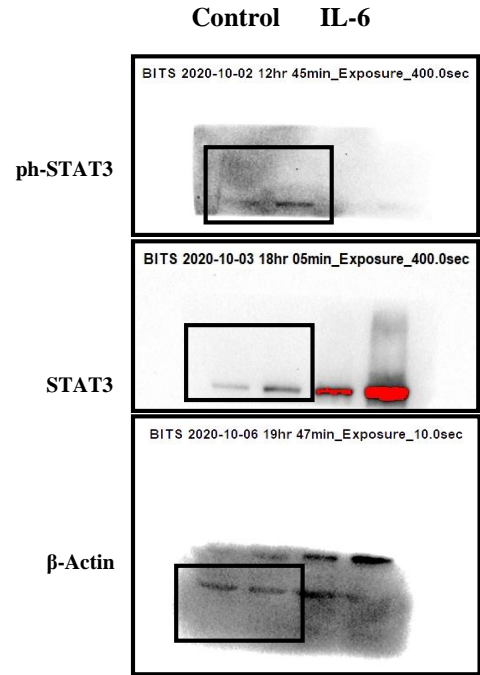 Control IL-6
BITS 2020-10-02 12hr 45min_Exposure_400.0sec
ph-STAT3
BITS 2020-10-03 18hr 05min_Exposure_400.0sec
STAT3
BITS 2020-10-06 19hr 47min_Exposure_10.0sec
β-Actin